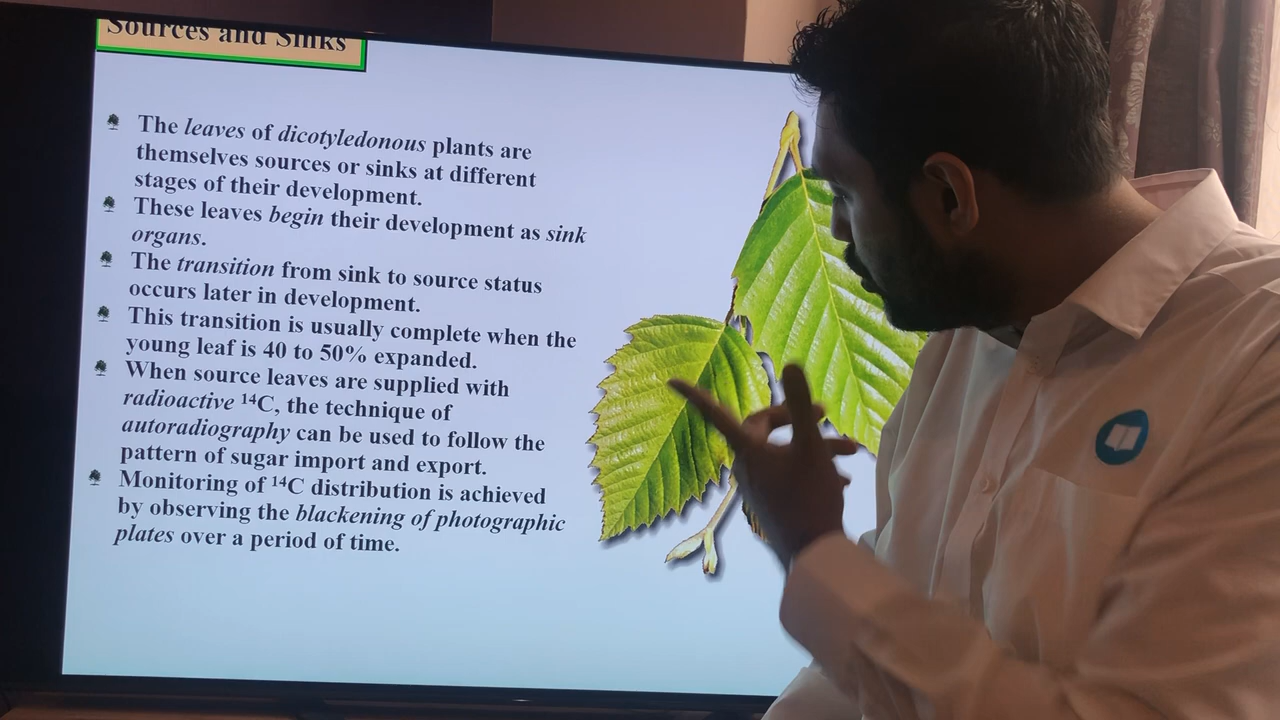 Sources and Sinks
The leaves of dicotyledonous plants are
themselves sources or sinks at different
stages of their development.
These leaves begin their development as sink
organs.
The transition from sink to source status
occurs later in development.
This transition is usually complete when the
young leaf is 40 to 50% expanded.
When source leaves are supplied with
radioactive ¹⁴C, the technique of
autoradiography can be used to follow the
pattern of sugar import and export.
Monitoring of ¹⁴C distribution is achieved
by observing the blackening of photographic
plates over a period of time.